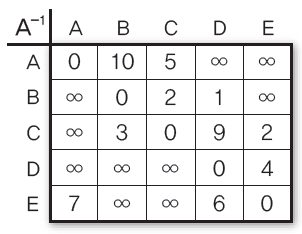 A⁻¹ A B C D E
A 0 10 5 ∞ ∞
B ∞ 0 2 1 ∞
C ∞ 3 0 9 2
D ∞ ∞ ∞ 0 4
E 7 ∞ ∞ 6 0